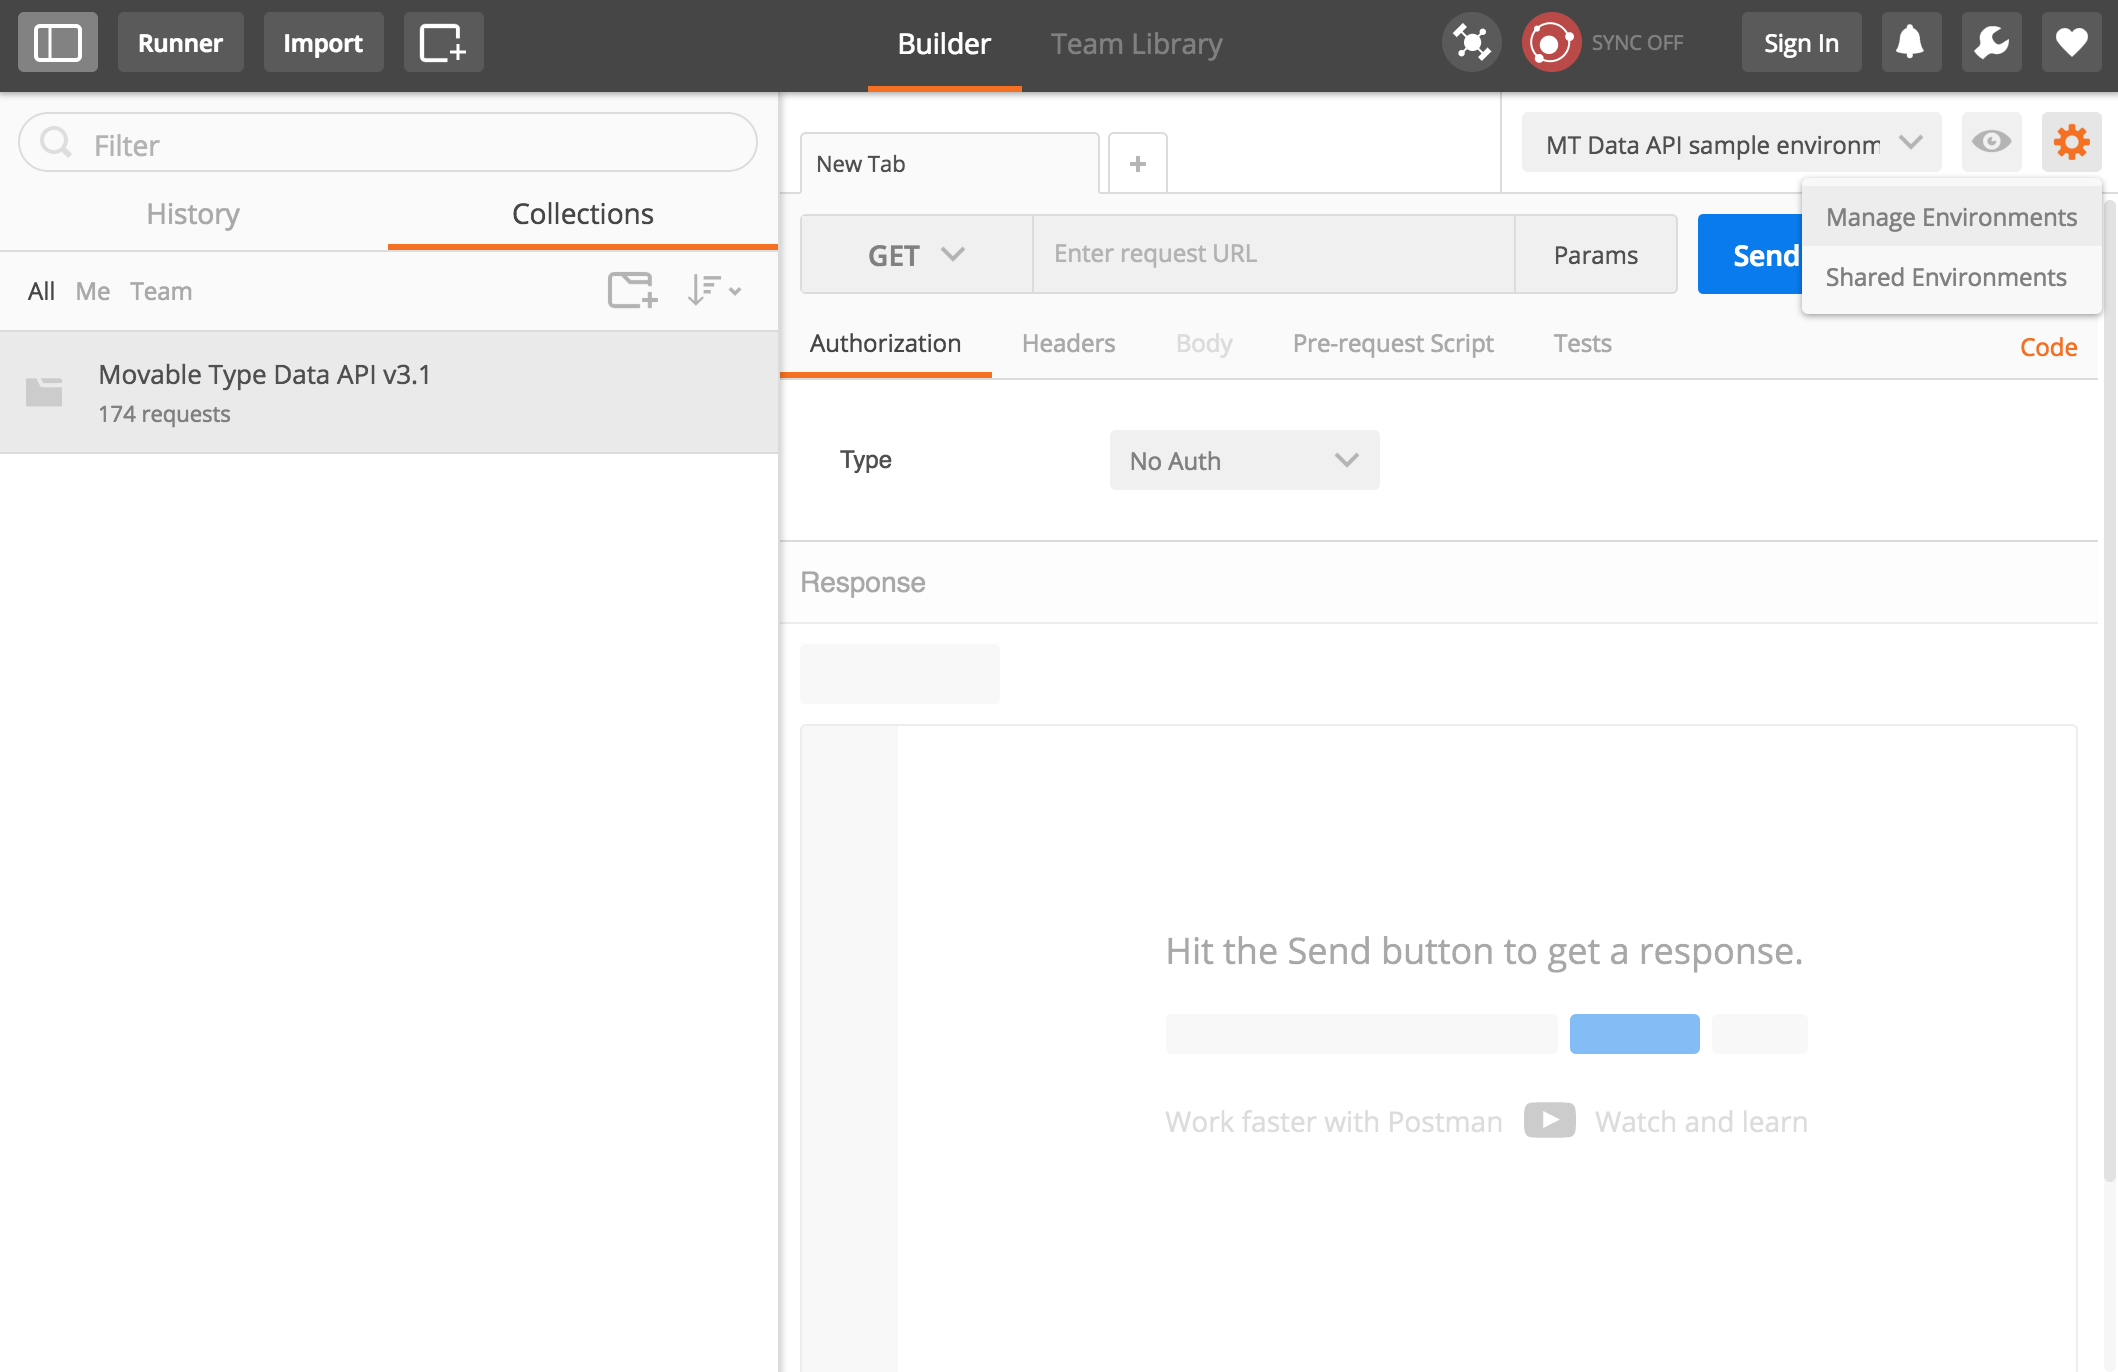 Runner
Import
Builder
Team Library
SYNC OFF
Sign In
Filter
History
Collections
All
Me
Team
Movable Type Data API v3.1
174 requests
New Tab
+
MT Data API sample environm
Manage Environments
Shared Environments
GET
Enter request URL
Params
Send
Authorization
Headers
Body
Pre-request Script
Tests
Code
Type
No Auth
Response
Hit the Send button to get a response.
Work faster with Postman
Watch and learn